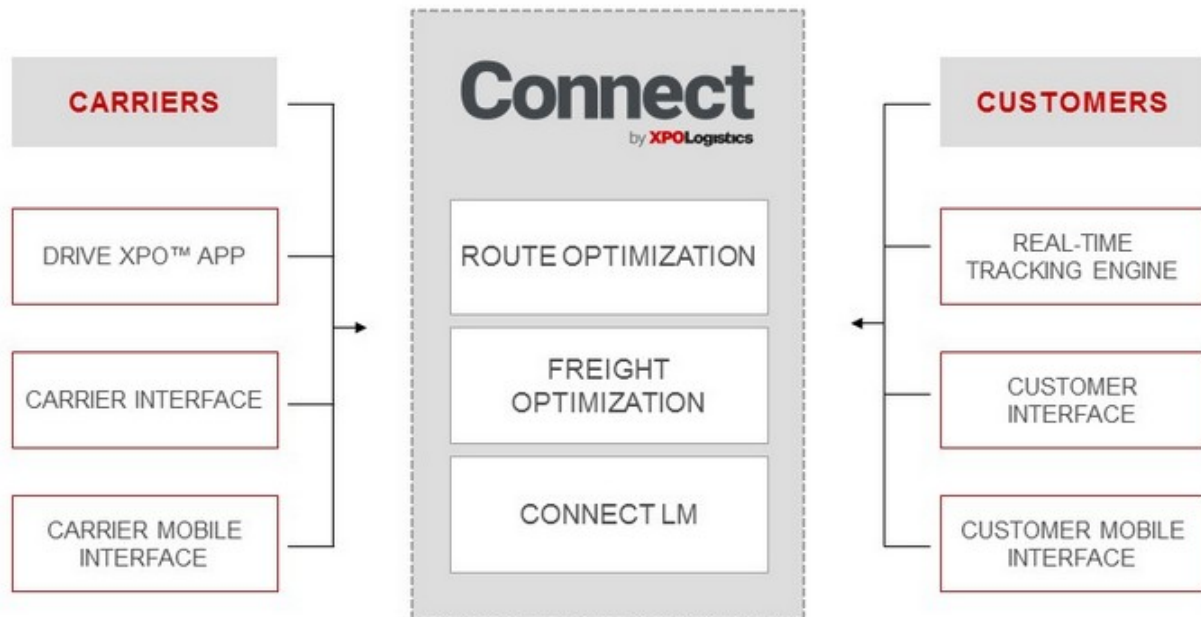 CARRIERS
DRIVE XPO™ APP
CARRIER INTERFACE
CARRIER MOBILE
INTERFACE
Connect
by XPOLogistics
ROUTE OPTIMIZATION
FREIGHT
OPTIMIZATION
CONNECT LM
CUSTOMERS
REAL-TIME
TRACKING ENGINE
CUSTOMER
INTERFACE
CUSTOMER MOBILE
INTERFACE